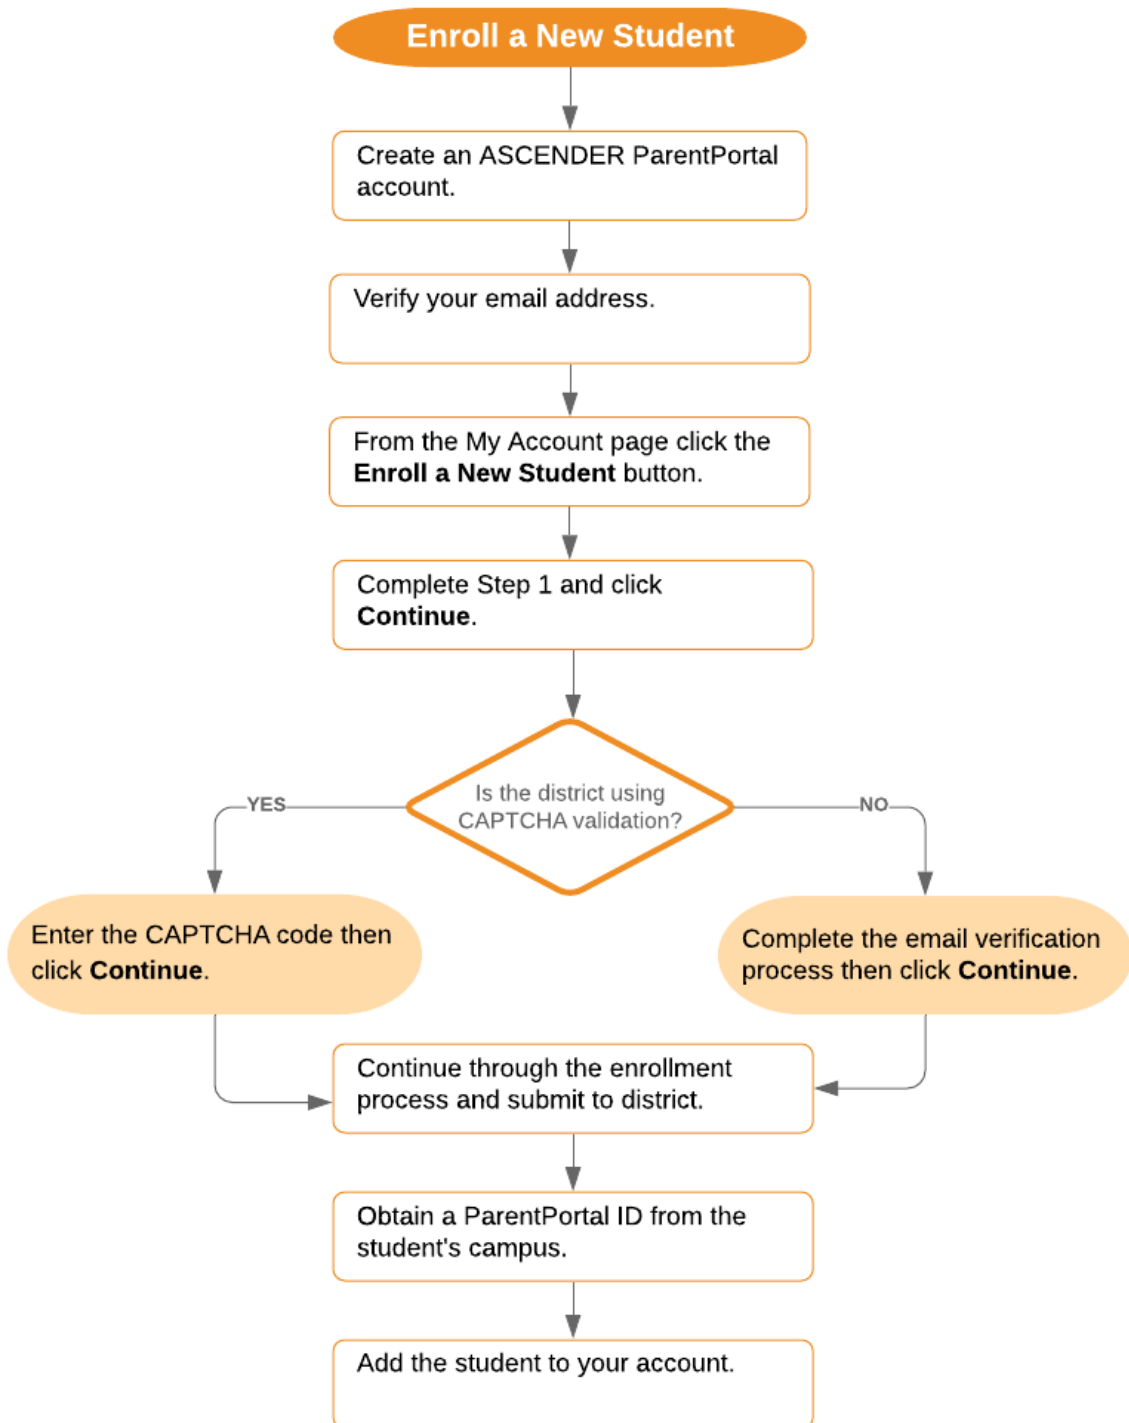 Enroll a New Student
Create an ASCENDER ParentPortal
account.
Verify your email address.
From the My Account page click the
Enroll a New Student button.
Complete Step 1 and click
Continue.
Is the district using
CAPTCHA validation?
YES
NO
Enter the CAPTCHA code then
click Continue.
Complete the email verification
process then click Continue.
Continue through the enrollment
process and submit to district.
Obtain a ParentPortal ID from the
student's campus.
Add the student to your account.